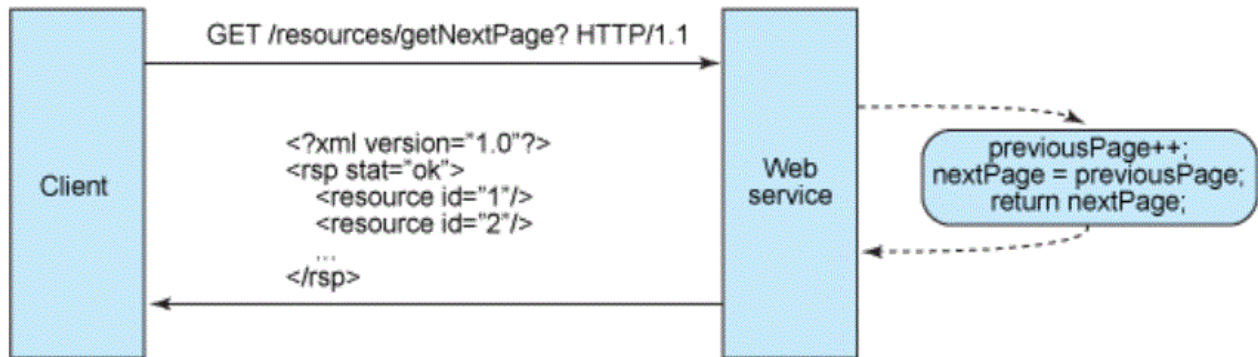 GET /resources/getNextPage? HTTP/1.1
<?xml version="1.0"?>
<rsp stat="ok">
<resource id="1"/>
<resource id="2"/>
...
</rsp>
Client
Web
service
previousPage++;
nextPage = previousPage;
return nextPage;